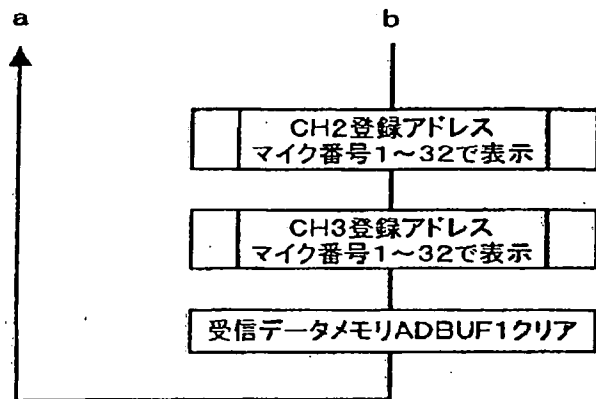 a
b
CH2登録アドレス
マイク番号1～32で表示
CH3登録アドレス
マイク番号1～32で表示
受信データメモリADBUF1クリア